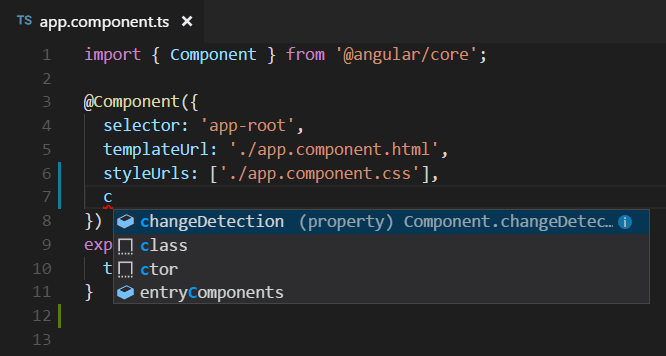 TS app.component.ts ×
1 import { Component } from '@angular/core';
2
3 @Component({
4 selector: 'app-root',
5 templateUrl: './app.component.html',
6 styleUrls: ['./app.component.css'],
7 c
8 }) changeDetection (property) Component.changeDetec...
9 exp class
10 t ctor
11 } entryComponents
12
13